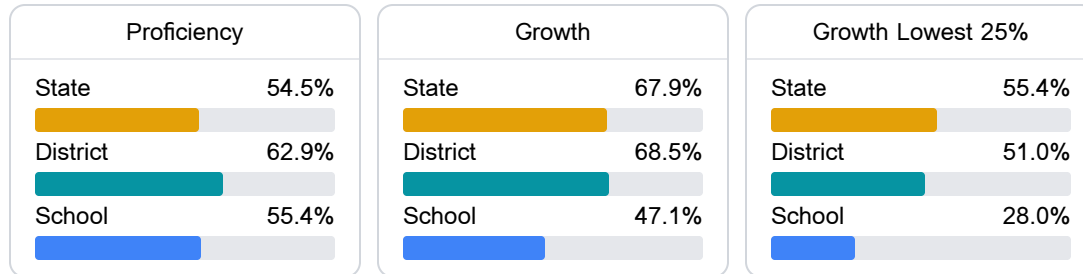 Proficiency
State 54.5%
District 62.9%
School 55.4%
Growth
State 67.9%
District 68.5%
School 47.1%
Growth Lowest 25%
State 55.4%
District 51.0%
School 28.0%